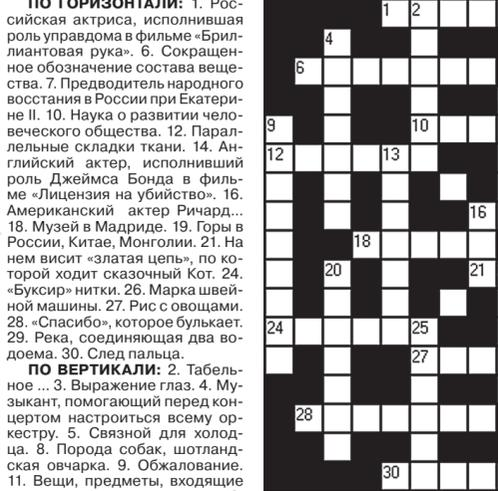 ПО ГОРИЗОНТАЛИ: 1. Рос-
сийская актриса, исполнившая
роль управдома в фильме «Брил-
лиантовая рука». 6. Сокращен-
ное обозначение состава веще-
ства. 7. Предводитель народного
восстания в России при Екатери-
не II. 10. Наука о развитии чело-
веческого общества. 12. Парал-
лельные складки ткани. 14. Ан-
глийский актер, исполнивший
роль Джеймса Бонда в филь-
ме «Лицензия на убийство». 16.
Американский актер Ричард...
18. Музей в Мадриде. 19. Горы в
России, Китае, Монголии. 21. На
нем висит «златая цепь», по ко-
торой ходит сказочный Кот. 24.
«Буксир» нитки. 26. Марка швей-
ной машины. 27. Рис с овощами.
28. «Спасибо», которое булькает.
29. Река, соединяющая два во-
доема. 30. След пальца.
ПО ВЕРТИКАЛИ: 2. Табель-
ное ... 3. Выражение глаз. 4. Му-
зыкант, помогающий перед кон-
цертом настроиться всему ор-
кестру. 5. Связной для холод-
ца. 8. Порода собак, шотланд-
ская овчарка. 9. Обжалование.
11. Вещи, предметы, входящие
1 2
4
6
9 10
12 13
16
18
20 21
24 25
27
28
30